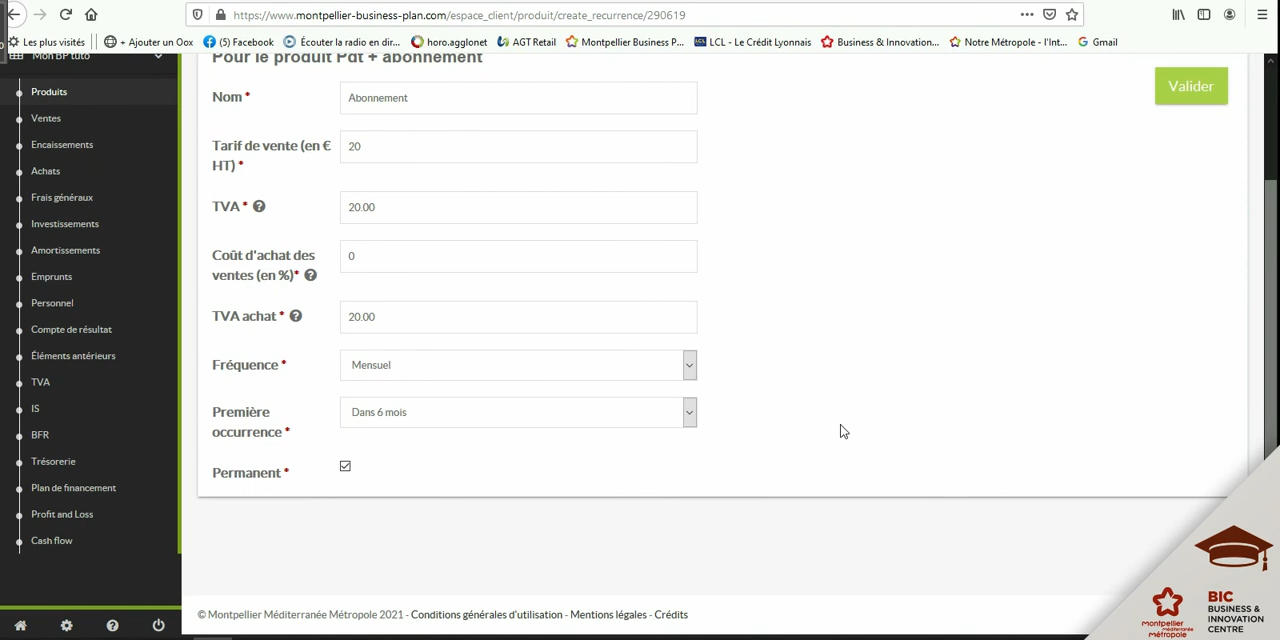 https://www.montpellier-business-plan.com/espace_client/produit/create_recurrence/290619
Les plus visités
+ Ajouter un Oox
(5) Facebook
Écouter la radio en dir...
horo.agglonet
AGT Retail
Montpellier Business P...
LCL - Le Crédit Lyonnais
Business & Innovation...
Notre Métropole - l'Int...
Gmail
Mon BP tuto
Produits
Ventes
Encaissements
Achats
Frais généraux
Investissements
Amortissements
Emprunts
Personnel
Compte de résultat
Éléments antérieurs
TVA
IS
BFR
Trésorerie
Plan de financement
Profit and Loss
Cash flow
Pour le produit Pdt + abonnement
Valider
Nom *
Abonnement
Tarif de vente (en €
HT) *
20
TVA *
20.00
Coût d'achat des
ventes (en %)*
0
TVA achat *
20.00
Fréquence *
Mensuel
Première
occurrence *
Dans 6 mois
Permanent *
© Montpellier Méditerranée Métropole 2021 - Conditions générales d'utilisation - Mentions légales - Crédits
montpellier
méditerranée
métropole
BIC
BUSINESS &
INNOVATION
CENTRE